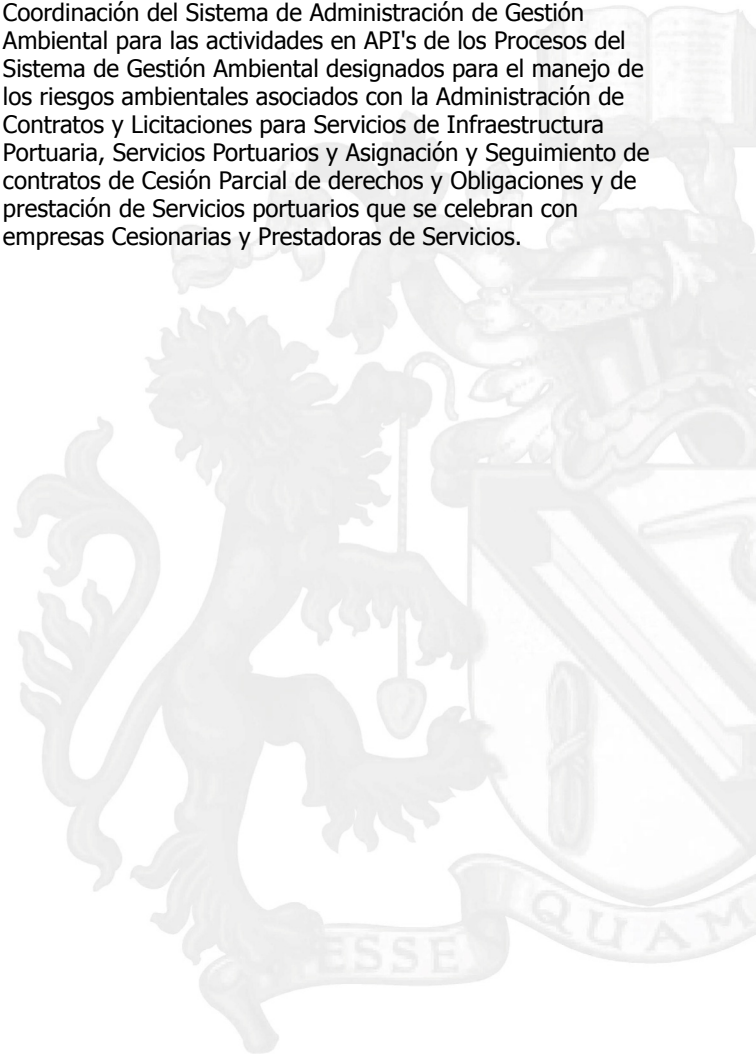 Coordinación del Sistema de Administración de Gestión
Ambiental para las actividades en API's de los Procesos del
Sistema de Gestión Ambiental designados para el manejo de
los riesgos ambientales asociados con la Administración de
Contratos y Licitaciones para Servicios de Infraestructura
Portuaria, Servicios Portuarios y Asignación y Seguimiento de
contratos de Cesión Parcial de derechos y Obligaciones y de
prestación de Servicios portuarios que se celebran con
empresas Cesionarias y Prestadoras de Servicios.
ESSE QUAM